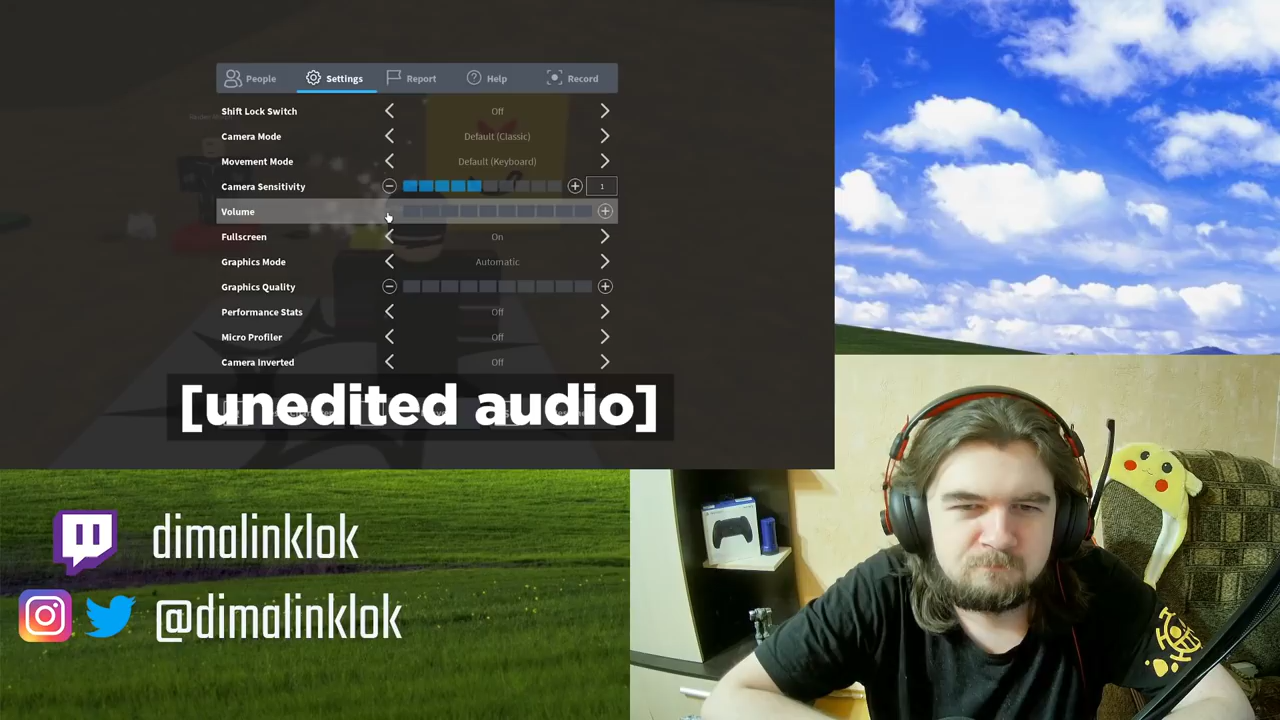 People Settings Report Help Record
Shift Lock Switch Off
Camera Mode Default (Classic)
Movement Mode Default (Keyboard)
Camera Sensitivity 1
Volume
Fullscreen On
Graphics Mode Automatic
Graphics Quality
Performance Stats Off
Micro Profiler Off
Camera Inverted Off
[unedited audio]
dimalinklok
@dimalinklok